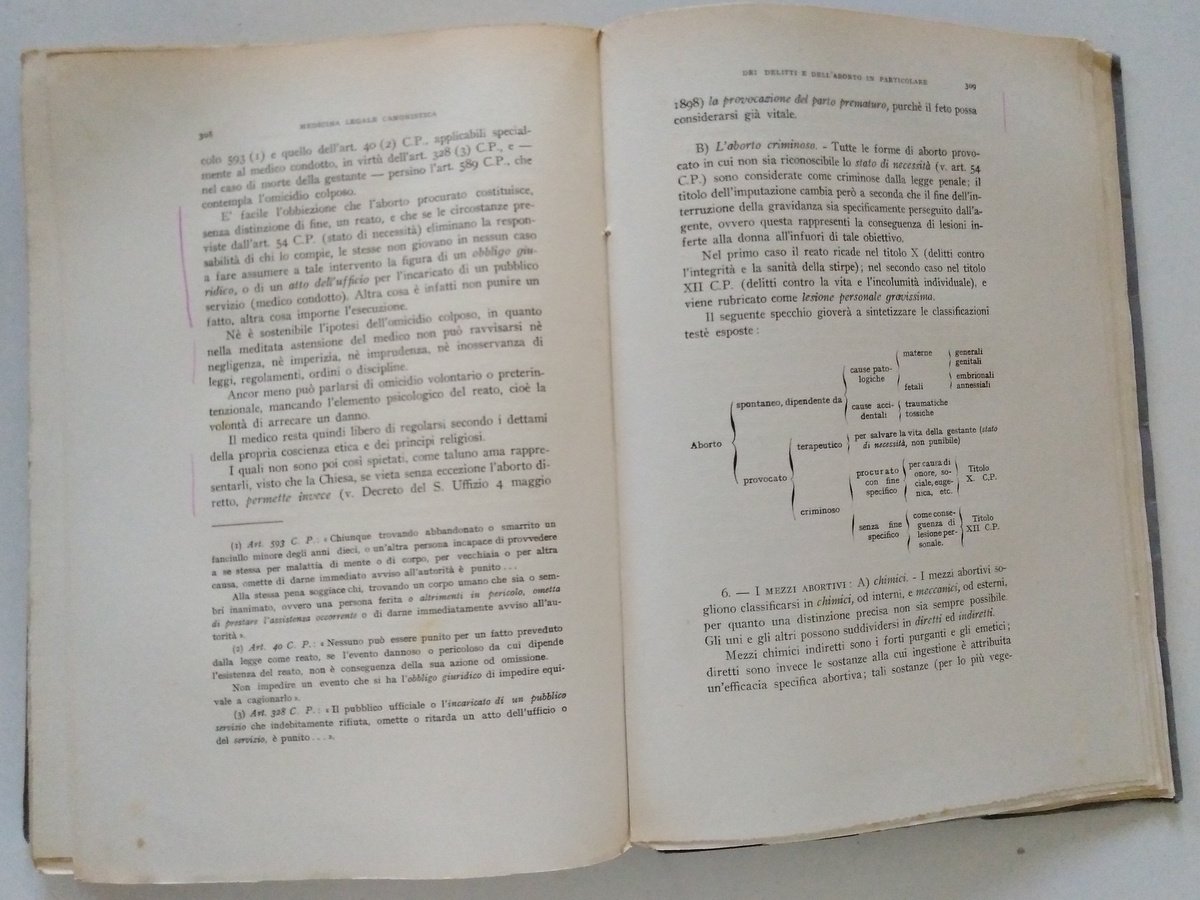 308
MEDICINA LEGALE CANONISTICA
colo 593 (1) e quello dell'art. 40 (2) C.P., applicabili special-
mente al medico condotto, in virtù dell'art. 328 (3) C.P., e —
nel caso di morte della gestante — persino l'art. 589 C.P., che
contempla l'omicidio colposo.
E' facile l'obbiezione che l'aborto procurato costituisce,
senza distinzione di fine, un reato, e che se le circostanze pre-
viste dall'art. 54 C.P. (stato di necessità) eliminano la respon-
sabilità di chi lo compie, le stesse non giovano in nessun caso
a fare assumere a tale intervento la figura di un obbligo giu-
ridico, o di un atto dell'ufficio per l'incaricato di un pubblico
servizio (medico condotto). Altra cosa è infatti non punire un
fatto, altra cosa imporne l'esecuzione.
Nè è sostenibile l'ipotesi dell'omicidio colposo, in quanto
nella meditata astensione del medico non può ravvisarsi nè
negligenza, nè imperizia, nè imprudenza, nè inosservanza di
leggi, regolamenti, ordini o discipline.
Ancor meno può parlarsi di omicidio volontario o preterin-
tenzionale, mancando l'elemento psicologico del reato, cioè la
volontà di arrecare un danno.
Il medico resta quindi libero di regolarsi secondo i dettami
della propria coscienza etica e dei principi religiosi.
I quali non sono poi così spietati, come taluno ama rappre-
sentarli, visto che la Chiesa, se vieta senza eccezione l'aborto di-
retto, permette invece (v. Decreto del S. Uffizio 4 maggio
(1) Art. 593 C. P.: « Chiunque trovando abbandonato o smarrito un
fanciullo minore degli anni dieci, o un'altra persona incapace di provvedere
a se stessa per malattia di mente o di corpo, per vecchiaia o per altra
causa, omette di darne immediato avviso all'autorità è punito . . .
Alla stessa pena soggiace chi, trovando un corpo umano che sia o sem-
bri inanimato, ovvero una persona ferita o altrimenti in pericolo, ometta
di prestare l'assistenza occorrente o di darne immediatamente avviso all'au-
torità ».
(2) Art. 40 C. P.: « Nessuno può essere punito per un fatto preveduto
dalla legge come reato, se l'evento dannoso o pericoloso da cui dipende
l'esistenza del reato, non è conseguenza della sua azione od omissione.
Non impedire un evento che si ha l'obbligo giuridico di impedire equi-
vale a cagionarlo ».
(3) Art. 328 C. P.: « Il pubblico ufficiale o l'incaricato di un pubblico
servizio che indebitamente rifiuta, omette o ritarda un atto dell'ufficio o
del servizio, è punito . . . ».
DEI DELITTI E DELL'ABORTO IN PARTICOLARE
309
1898) la provocazione del parto prematuro, purchè il feto possa
considerarsi già vitale.
B) L'aborto criminoso. - Tutte le forme di aborto provo-
cato in cui non sia riconoscibile lo stato di necessità (v. art. 54
C.P.) sono considerate come criminose dalla legge penale; il
titolo dell'imputazione cambia però a seconda che il fine dell'in-
terruzione della gravidanza sia specificamente perseguito dall'a-
gente, ovvero questa rappresenti la conseguenza di lesioni in-
ferte alla donna all'infuori di tale obiettivo.
Nel primo caso il reato ricade nel titolo X (delitti contro
l'integrità e la sanità della stirpe); nel secondo caso nel titolo
XII C.P. (delitti contro la vita e l'incolumità individuale), e
viene rubricato come lesione personale gravissima.
Il seguente specchio gioverà a sintetizzare le classificazioni
testè esposte :
Aborto
spontaneo, dipendente da
cause pato-
logiche
materne
generali
genitali
fetali
embrionali
annessiali
cause acci-
dentali
traumatiche
tossiche
provocato
terapeutico
per salvare la vita della gestante (stato
di necessità, non punibile)
criminoso
procurato
con fine
specifico
per causa di
onore, so-
ciale, euge-
nica, etc.
Titolo
X. C.P.
senza fine
specifico
come conse-
guenza di
lesione per-
sonale.
Titolo
XII C.P.
6. — I MEZZI ABORTIVI : A) chimici. - I mezzi abortivi so-
gliono classificarsi in chimici, od interni, e meccanici, od esterni,
per quanto una distinzione precisa non sia sempre possibile.
Gli uni e gli altri possono suddividersi in diretti ed indiretti.
Mezzi chimici indiretti sono i forti purganti e gli emetici;
diretti sono invece le sostanze alla cui ingestione è attribuita
un'efficacia specifica abortiva; tali sostanze (per lo più vege-